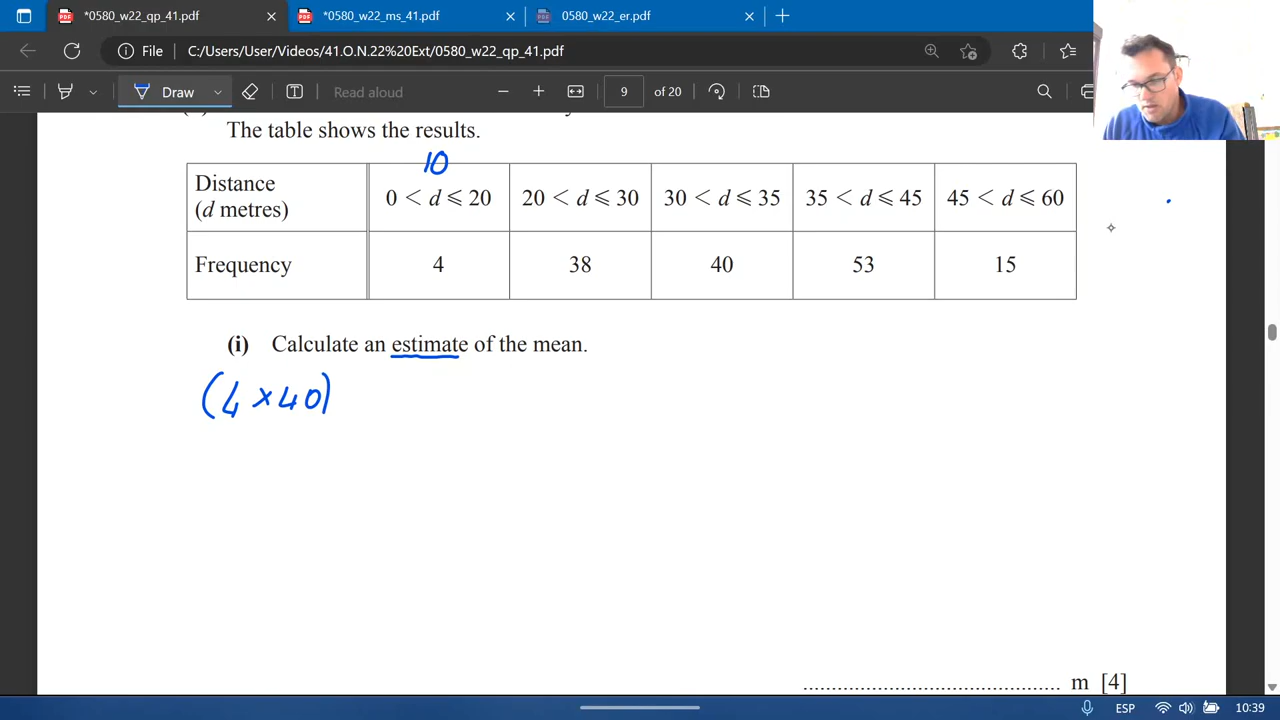 *0580_w22_qp_41.pdf
*0580_w22_ms_41.pdf
0580_w22_er.pdf
File C:/Users/User/Videos/41.O.N.22%20Ext/0580_w22_qp_41.pdf
Draw
Read aloud
9 of 20
The table shows the results.
10
Distance (d metres) 0 < d ⩽ 20 20 < d ⩽ 30 30 < d ⩽ 35 35 < d ⩽ 45 45 < d ⩽ 60
Frequency 4 38 40 53 15
(i) Calculate an estimate of the mean.
(4 × 40)
.......................................... m [4]
ESP 10:39